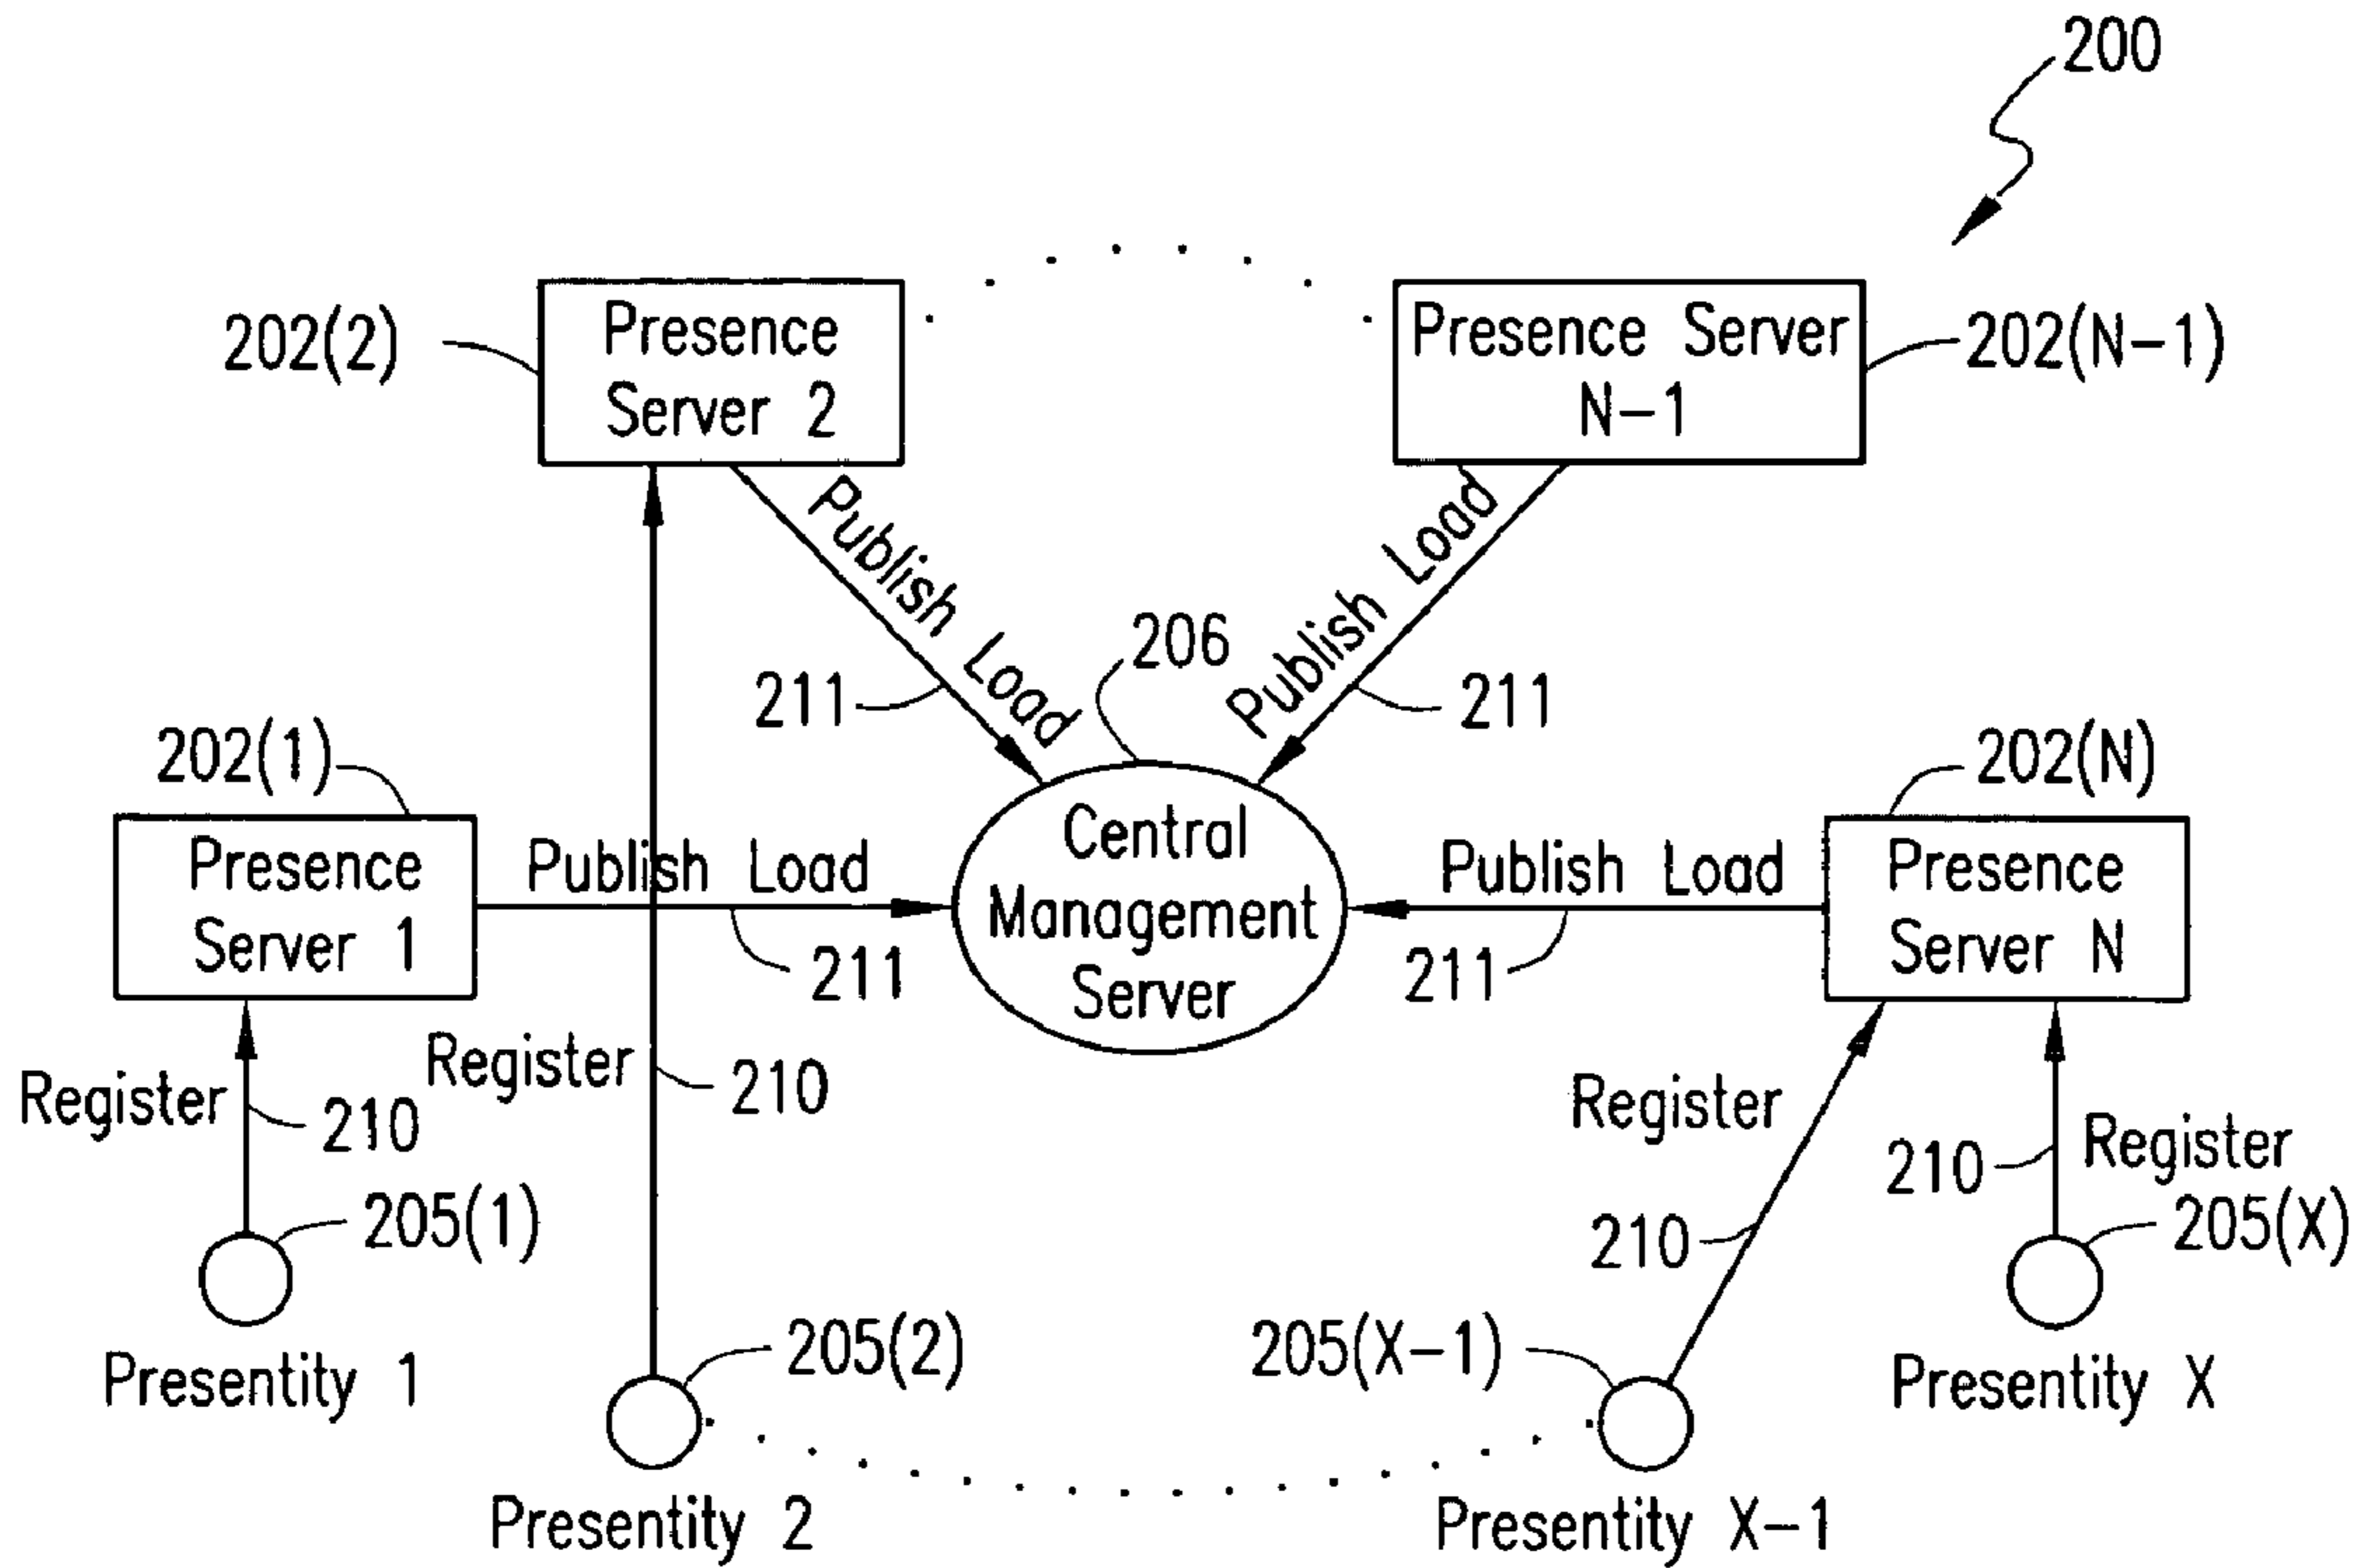 200
Presence
Server 2
202(2)
Presence Server
N-1
202(N-1)
Publish Load
211
Publish Load
211
206
202(1)
Presence
Server 1
Publish Load
211
Central
Management
Server
Publish Load
211
202(N)
Presence
Server N
Register
210
Register
210
Register
210
210
Register
205(1)
Presentity 1
205(2)
Presentity 2
205(X-1)
Presentity X-1
205(X)
Presentity X